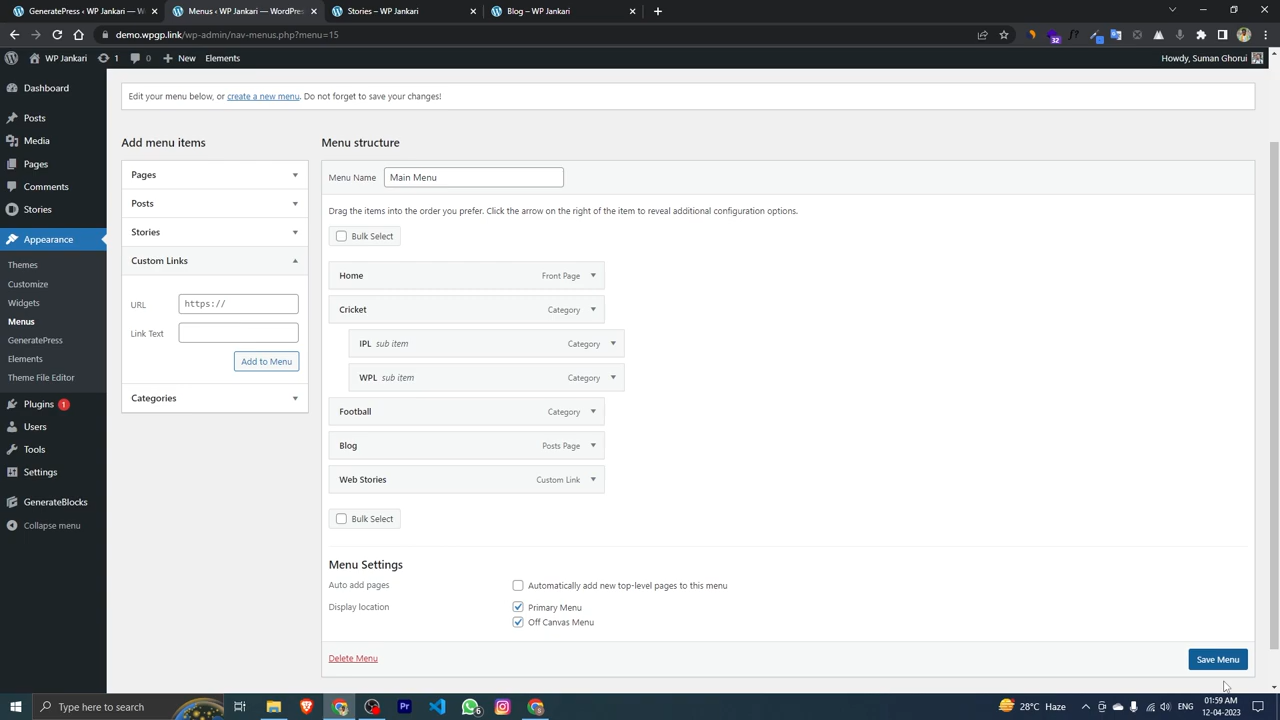 GeneratePress ‹ WP Jankari — W
Menus ‹ WP Jankari — WordPres
Stories – WP Jankari
Blog – WP Jankari
demo.wpgp.link/wp-admin/nav-menus.php?menu=15
32
WP Jankari 1 0 New Elements
Howdy, Suman Ghorui
Dashboard
Posts
Media
Pages
Comments
Stories
Appearance
Themes
Customize
Widgets
Menus
GeneratePress
Elements
Theme File Editor
Plugins 1
Users
Tools
Settings
GenerateBlocks
Collapse menu
Edit your menu below, or create a new menu. Do not forget to save your changes!
Add menu items
Pages
Posts
Stories
Custom Links
URL https://
Link Text
Add to Menu
Categories
Menu structure
Menu Name Main Menu
Drag the items into the order you prefer. Click the arrow on the right of the item to reveal additional configuration options.
Bulk Select
Home Front Page
Cricket Category
IPL sub item Category
WPL sub item Category
Football Category
Blog Posts Page
Web Stories Custom Link
Bulk Select
Menu Settings
Auto add pages Automatically add new top-level pages to this menu
Display location Primary Menu
Off Canvas Menu
Delete Menu
Save Menu
Type here to search
Pr
6
28°C Haze
ENG
01:59 AM
12-04-2023